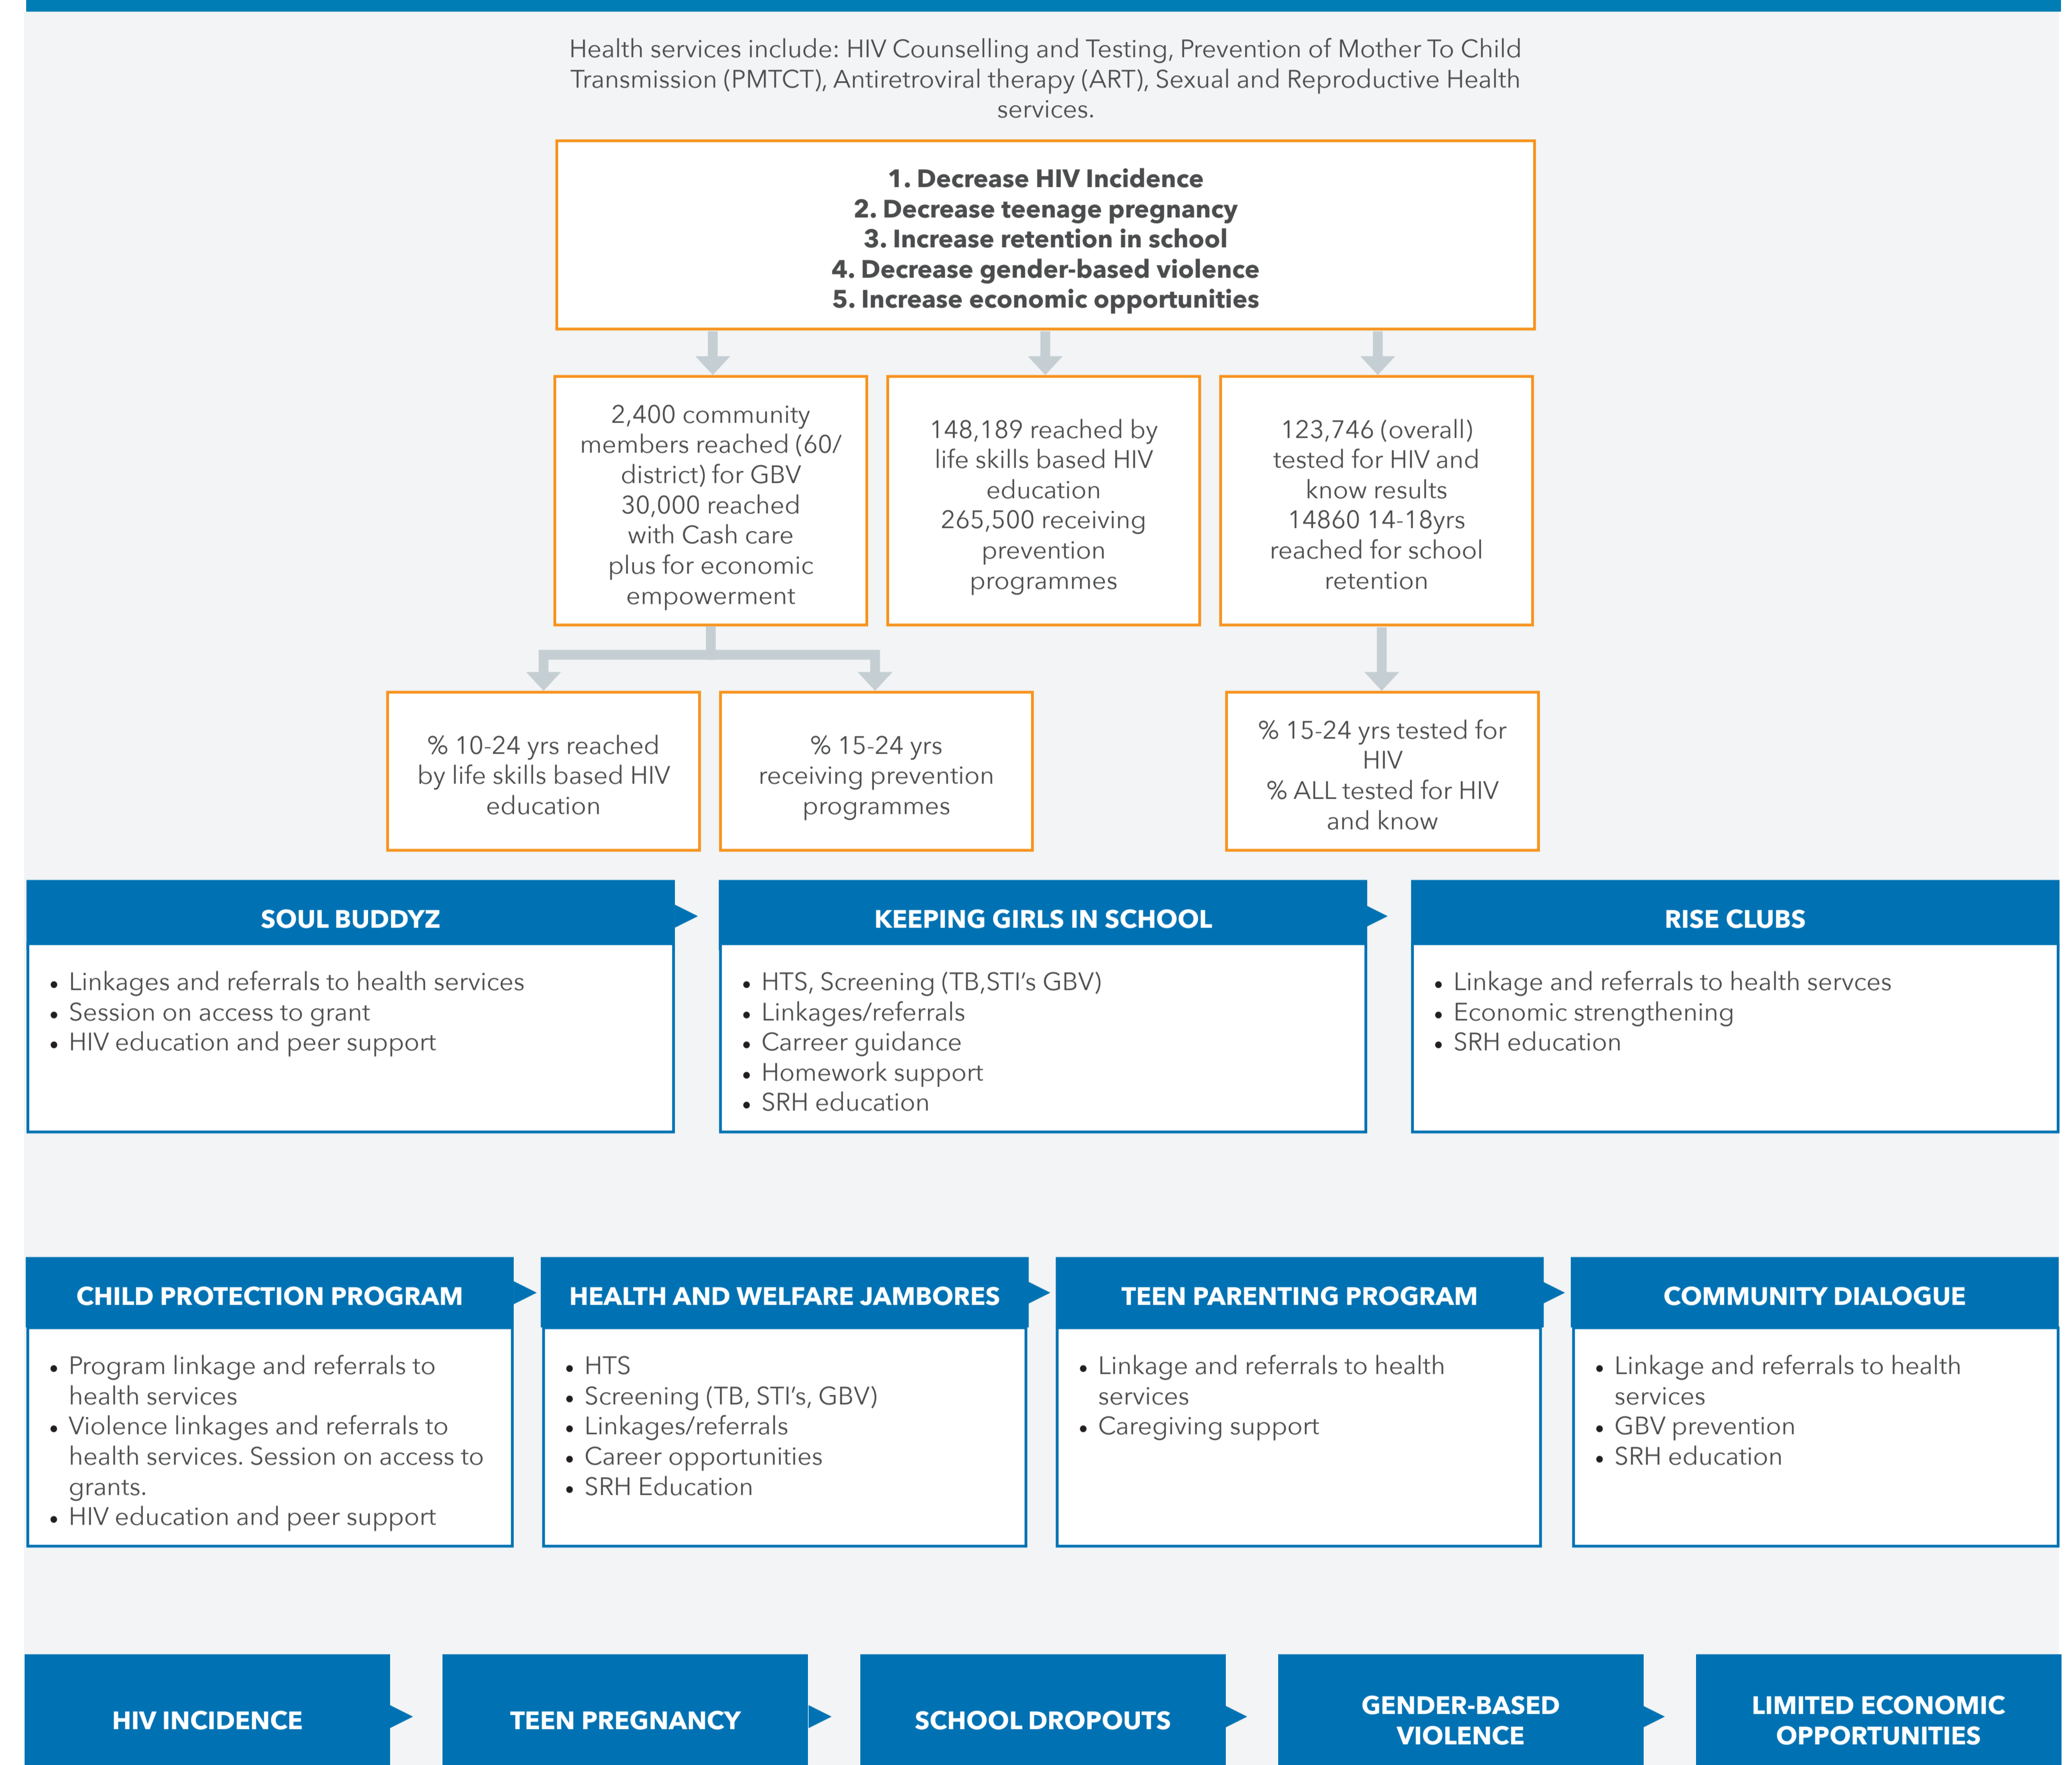 Health services include: HIV Counselling and Testing, Prevention of Mother To Child
Transmission (PMTCT), Antiretroviral therapy (ART), Sexual and Reproductive Health
services.
1. Decrease HIV Incidence
2. Decrease teenage pregnancy
3. Increase retention in school
4. Decrease gender-based violence
5. Increase economic opportunities
2,400 community
members reached (60/
district) for GBV
30,000 reached
with Cash care
plus for economic
empowerment
148,189 reached by
life skills based HIV
education
265,500 receiving
prevention
programmes
123,746 (overall)
tested for HIV and
know results
14860 14-18yrs
reached for school
retention
% 10-24 yrs reached
by life skills based HIV
education
% 15-24 yrs
receiving prevention
programmes
% 15-24 yrs tested for
HIV
% ALL tested for HIV
and know
SOUL BUDDYZ
• Linkages and referrals to health services
• Session on access to grant
• HIV education and peer support
KEEPING GIRLS IN SCHOOL
• HTS, Screening (TB,STI’s GBV)
• Linkages/referrals
• Carreer guidance
• Homework support
• SRH education
RISE CLUBS
• Linkage and referrals to health servces
• Economic strengthening
• SRH education
CHILD PROTECTION PROGRAM
• Program linkage and referrals to
health services
• Violence linkages and referrals to
health services. Session on access to
grants.
• HIV education and peer support
HEALTH AND WELFARE JAMBORES
• HTS
• Screening (TB, STI’s, GBV)
• Linkages/referrals
• Career opportunities
• SRH Education
TEEN PARENTING PROGRAM
• Linkage and referrals to health
services
• Caregiving support
COMMUNITY DIALOGUE
• Linkage and referrals to health
services
• GBV prevention
• SRH education
HIV INCIDENCE
TEEN PREGNANCY
SCHOOL DROPOUTS
GENDER-BASED
VIOLENCE
LIMITED ECONOMIC
OPPORTUNITIES